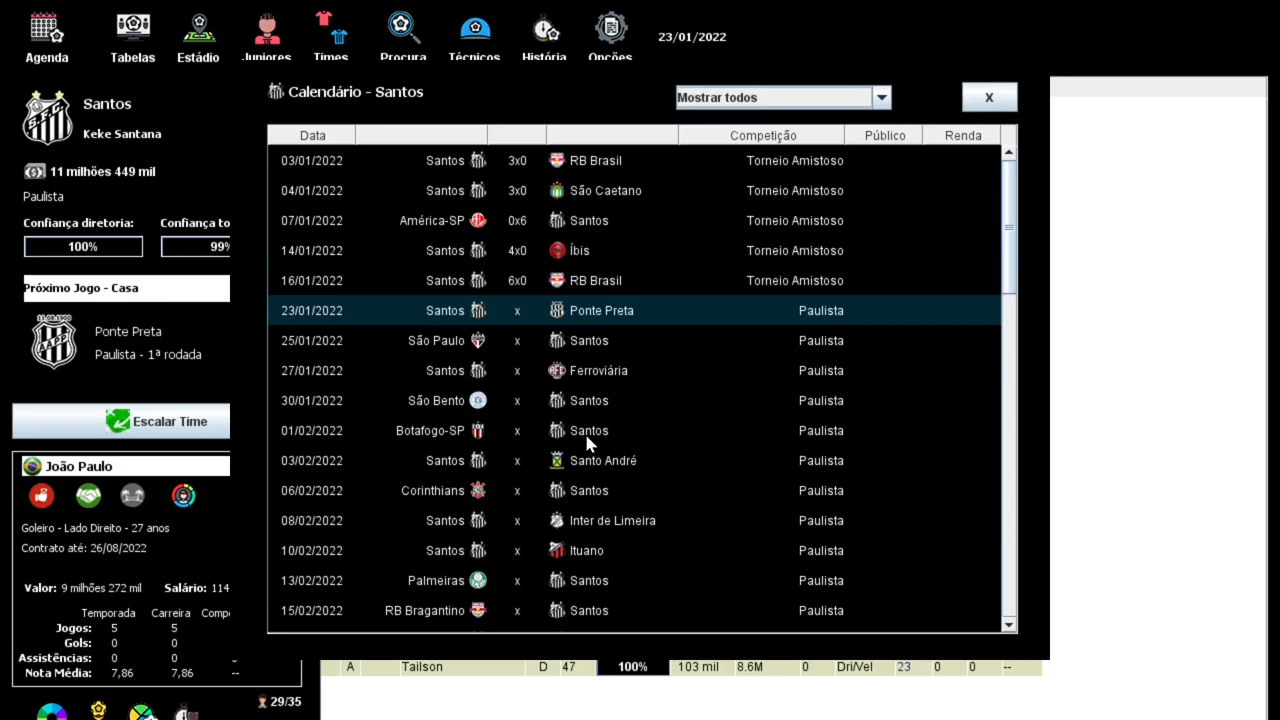 Agenda Tabelas Estádio Juniores Times Procura Técnicos História Opções 23/01/2022
Santos
Keke Santana
11 milhões 449 mil
Paulista
Confiança diretoria: Confiança to
100% 99%
Próximo Jogo - Casa
Ponte Preta
Paulista - 1ª rodada
Escalar Time
João Paulo
Goleiro - Lado Direito - 27 anos
Contrato até: 26/08/2022
Valor: 9 milhões 272 mil Salário: 114
Temporada Carreira Comp
Jogos: 5 5
Gols: 0 0
Assistências: 0 0
Nota Média: 7,86 7,86 --
29/35
Calendário - Santos Mostrar todos X
Data Competição Público Renda
03/01/2022 Santos 3x0 RB Brasil Torneio Amistoso
04/01/2022 Santos 3x0 São Caetano Torneio Amistoso
07/01/2022 América-SP 0x6 Santos Torneio Amistoso
14/01/2022 Santos 4x0 Íbis Torneio Amistoso
16/01/2022 Santos 6x0 RB Brasil Torneio Amistoso
23/01/2022 Santos x Ponte Preta Paulista
25/01/2022 São Paulo x Santos Paulista
27/01/2022 Santos x Ferroviária Paulista
30/01/2022 São Bento x Santos Paulista
01/02/2022 Botafogo-SP x Santos Paulista
03/02/2022 Santos x Santo André Paulista
06/02/2022 Corinthians x Santos Paulista
08/02/2022 Santos x Inter de Limeira Paulista
10/02/2022 Santos x Ituano Paulista
13/02/2022 Palmeiras x Santos Paulista
15/02/2022 RB Bragantino x Santos Paulista
A Tailson D 47 100% 103 mil 8.6M 0 Dri/Vel 23 0 0 --